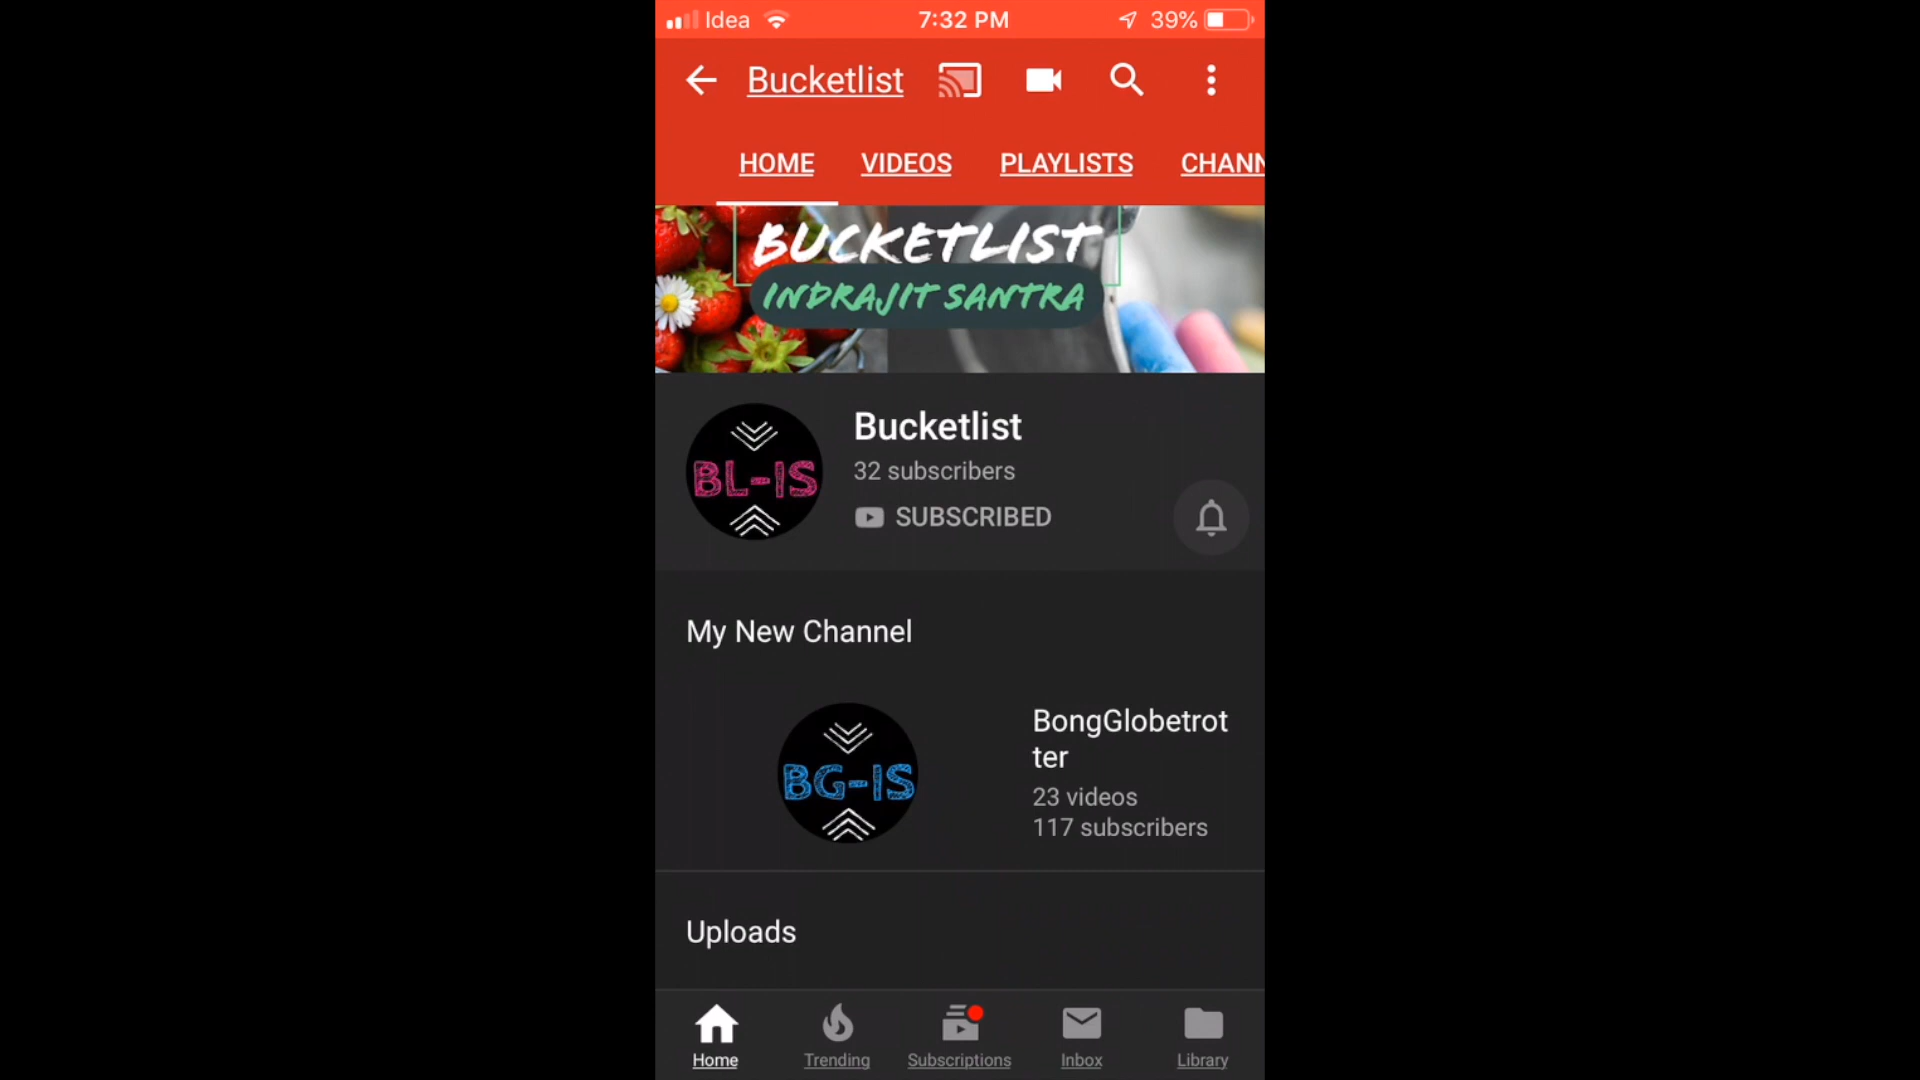 Idea 7:32 PM 39%
Bucketlist
HOME VIDEOS PLAYLISTS CHANN
BUCKETLIST
INDRAJIT SANTRA
BL-IS
Bucketlist
32 subscribers
SUBSCRIBED
My New Channel
BG-IS
BongGlobetrot
ter
23 videos
117 subscribers
Uploads
Home Trending Subscriptions Inbox Library